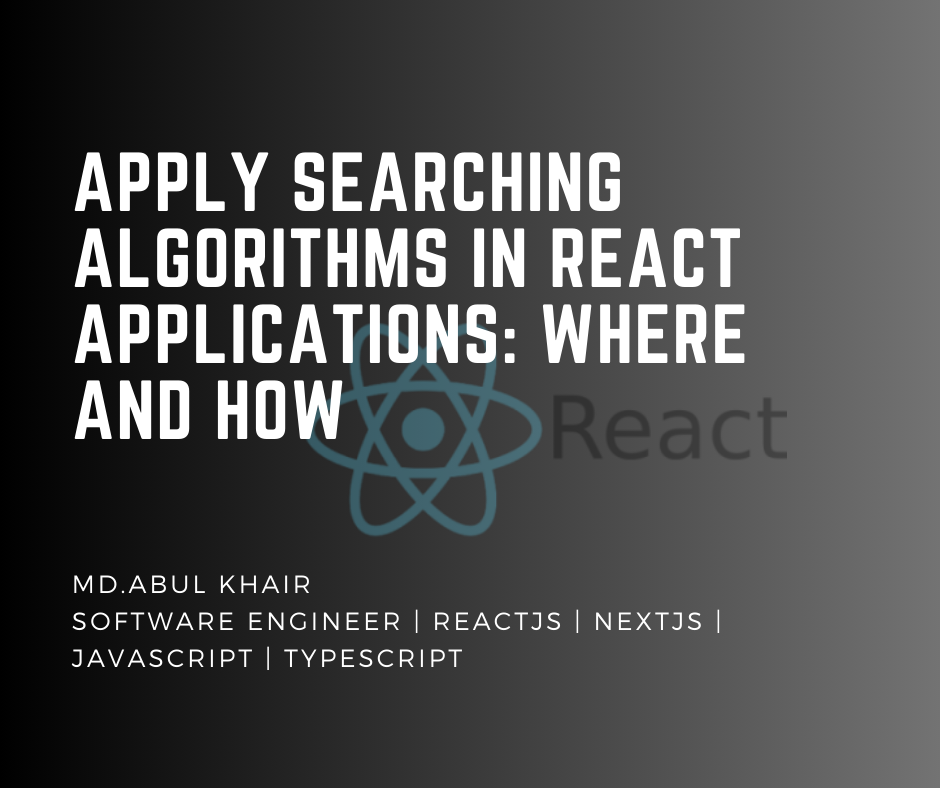 APPLY SEARCHING
ALGORITHMS IN REACT
APPLICATIONS: WHERE
AND HOW
React
MD.ABUL KHAIR
SOFTWARE ENGINEER | REACTJS | NEXTJS |
JAVASCRIPT | TYPESCRIPT